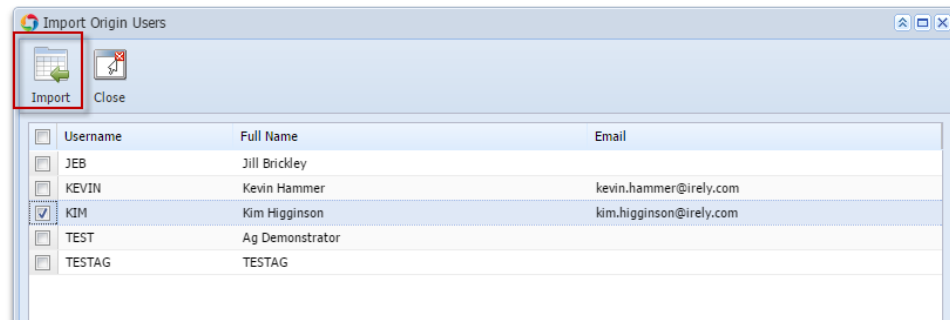 Import Origin Users
Import Close
Username Full Name Email
JEB Jill Brickley
KEVIN Kevin Hammer kevin.hammer@irely.com
KIM Kim Higginson kim.higginson@irely.com
TEST Ag Demonstrator
TESTAG TESTAG